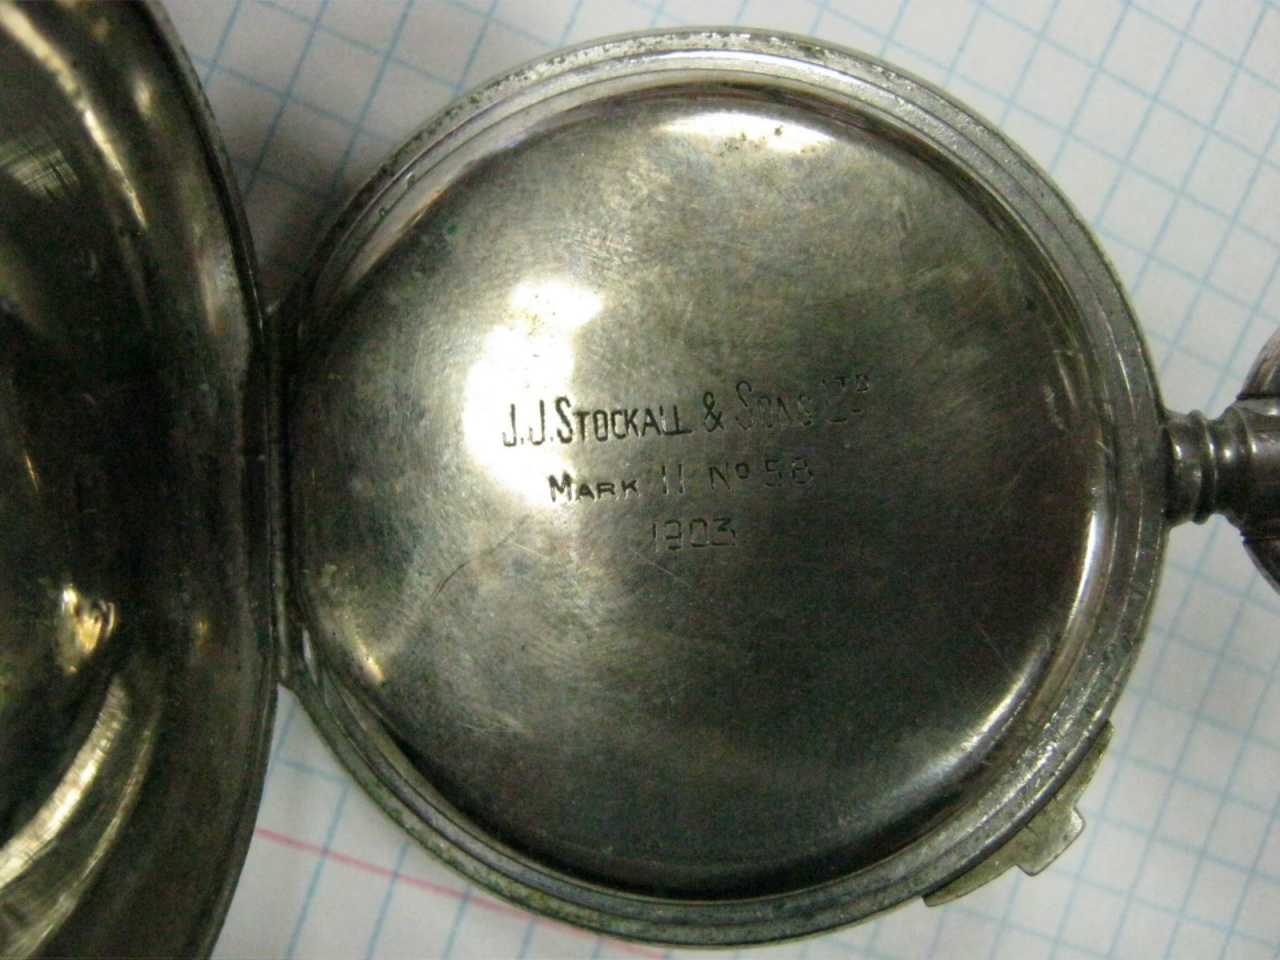 J.J. STOCKALL & SONS LTD
MARK II No 58
1903